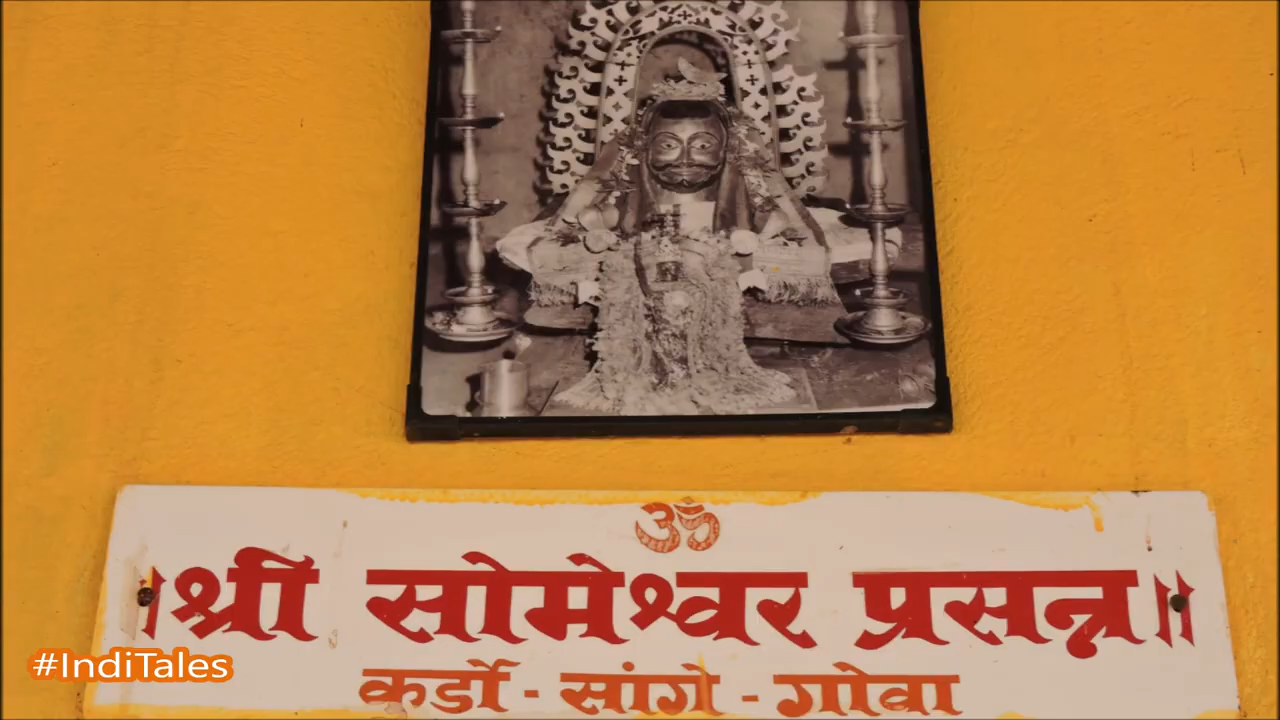 ॐ
।श्री सोमेश्वर प्रसन्न॥
#IndiTales
कर्डी - सांगे - गोवा